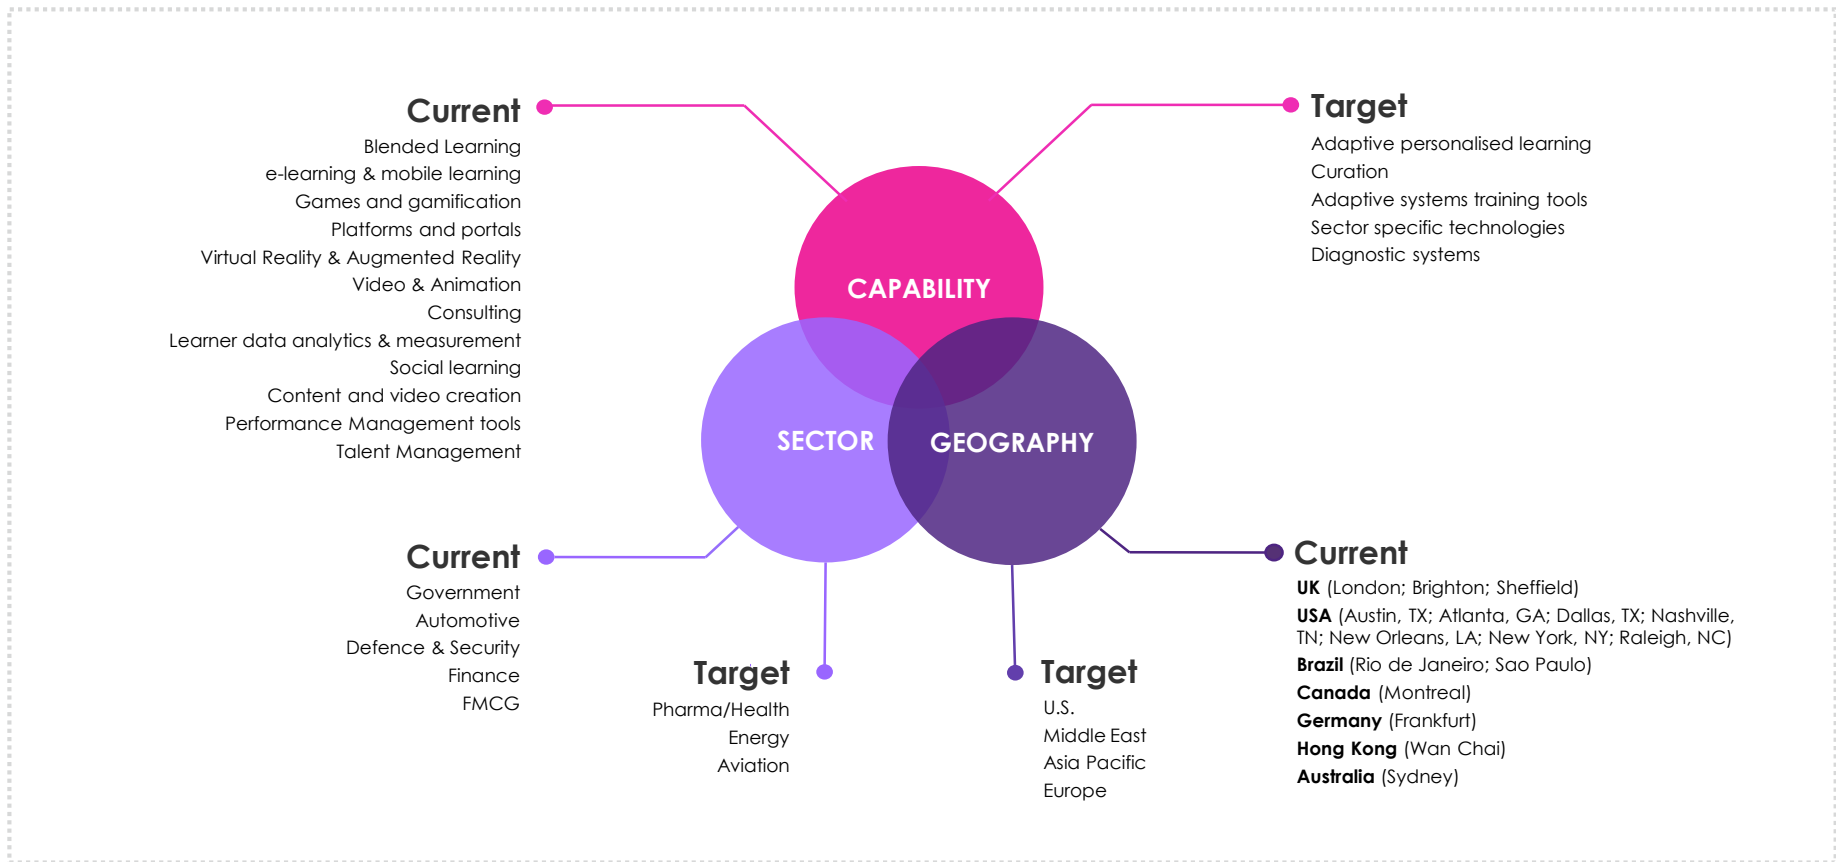 Current
Blended Learning
e-learning & mobile learning
Games and gamification
Platforms and portals
Virtual Reality & Augmented Reality
Video & Animation
Consulting
Learner data analytics & measurement
Social learning
Content and video creation
Performance Management tools
Talent Management
Target
Adaptive personalised learning
Curation
Adaptive systems training tools
Sector specific technologies
Diagnostic systems
CAPABILITY
SECTOR
GEOGRAPHY
Current
Government
Automotive
Defence & Security
Finance
FMCG
Target
Pharma/Health
Energy
Aviation
Target
U.S.
Middle East
Asia Pacific
Europe
Current
UK (London; Brighton; Sheffield)
USA (Austin, TX; Atlanta, GA; Dallas, TX; Nashville,
TN; New Orleans, LA; New York, NY; Raleigh, NC)
Brazil (Rio de Janeiro; Sao Paulo)
Canada (Montreal)
Germany (Frankfurt)
Hong Kong (Wan Chai)
Australia (Sydney)